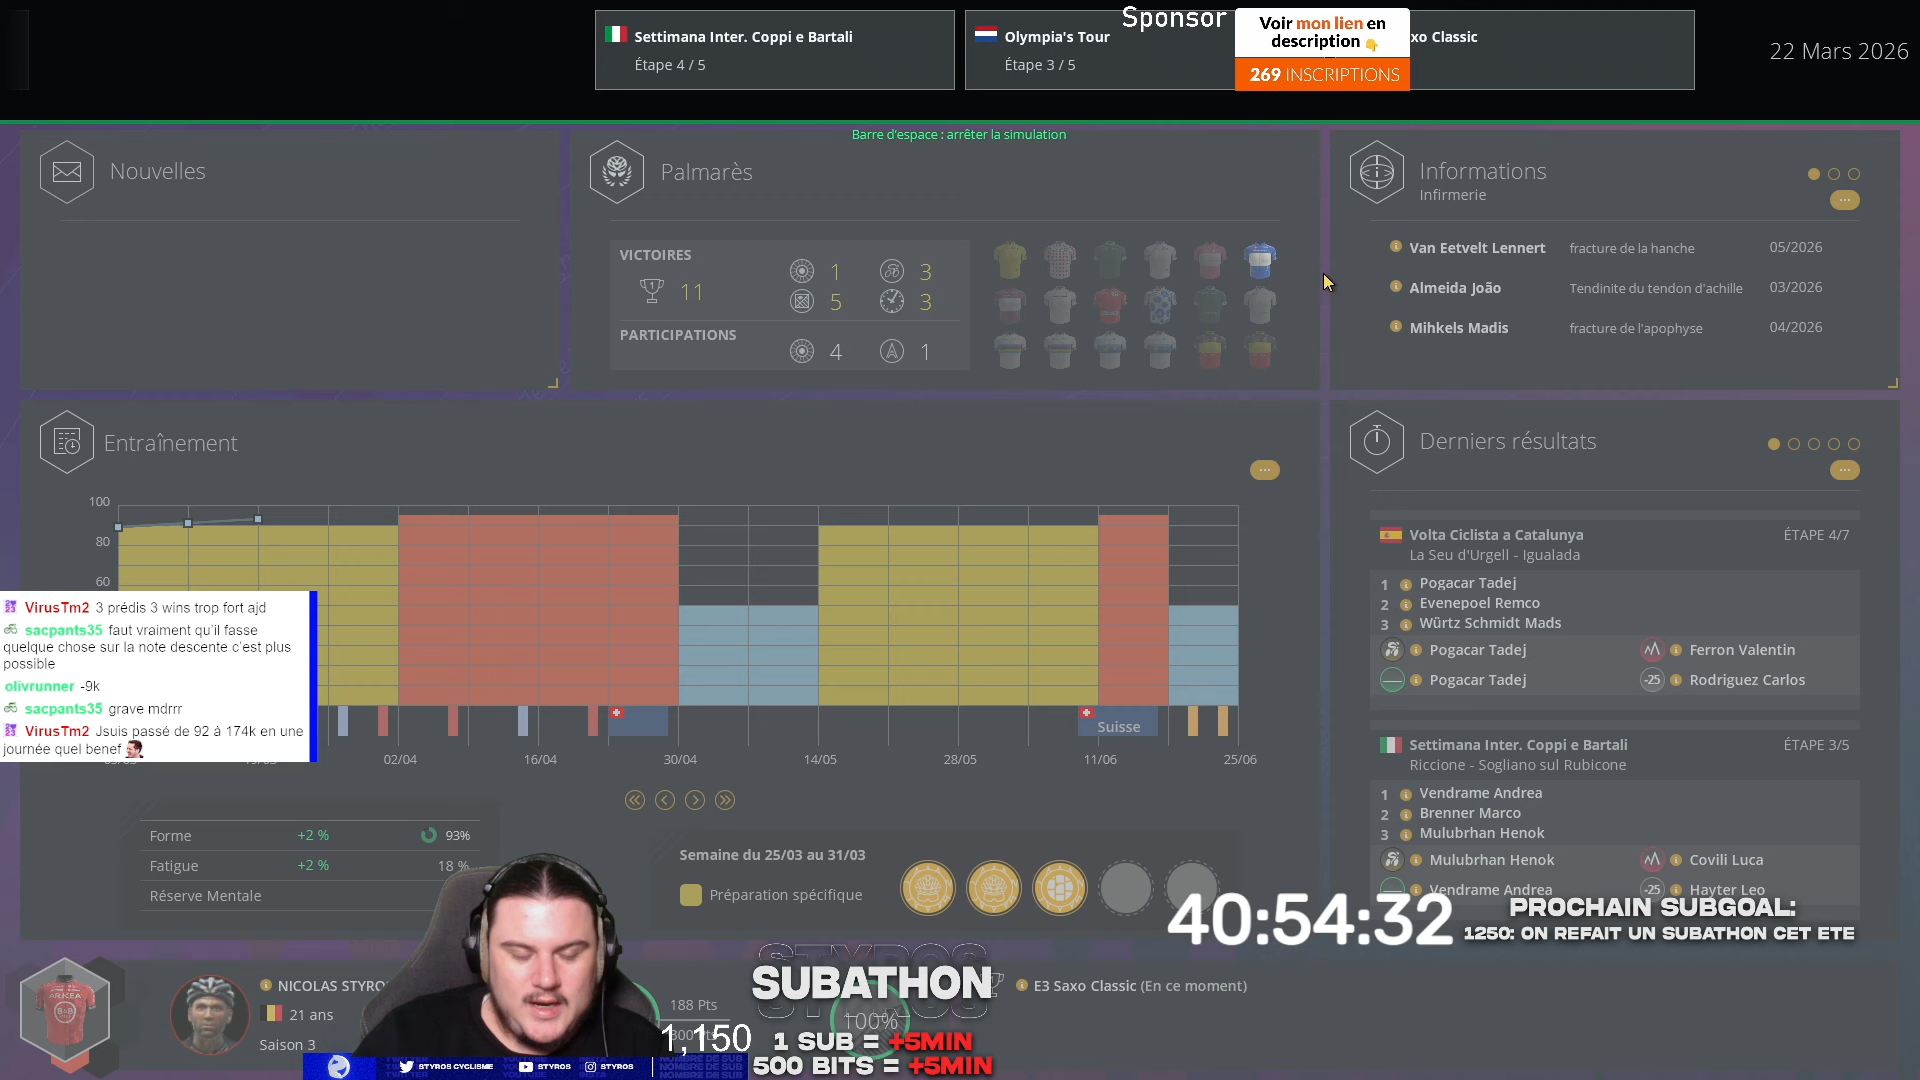 Settimana Inter. Coppi e Bartali
Étape 4 / 5
Olympia's Tour
Étape 3 / 5
Sponsor
Voir mon lien en
description
269 INSCRIPTIONS
xo Classic
22 Mars 2026
Barre d'espace : arrêter la simulation
Nouvelles
Palmarès
VICTOIRES
11
1
3
5
3
PARTICIPATIONS
4
1
Informations
Infirmerie
Van Eetvelt Lennert fracture de la hanche 05/2026
Almeida João Tendinite du tendon d'achille 03/2026
Mihkels Madis fracture de l'apophyse 04/2026
Entraînement
100
80
60
Suisse
02/04
16/04
30/04
14/05
28/05
11/06
25/06
VirusTm2 3 prédis 3 wins trop fort ajd
sacpants35 faut vraiment qu'il fasse
quelque chose sur la note descente c'est plus
possible
olivrunner -9k
sacpants35 grave mdrrr
VirusTm2 Jsuis passé de 92 à 174k en une
journée quel benef
Forme +2 % 93%
Fatigue +2 % 18 %
Réserve Mentale
Semaine du 25/03 au 31/03
Préparation spécifique
Derniers résultats
Volta Ciclista a Catalunya ÉTAPE 4/7
La Seu d'Urgell - Igualada
1 Pogacar Tadej
2 Evenepoel Remco
3 Würtz Schmidt Mads
Pogacar Tadej Ferron Valentin
Pogacar Tadej -25 Rodriguez Carlos
Settimana Inter. Coppi e Bartali ÉTAPE 3/5
Riccione - Sogliano sul Rubicone
1 Vendrame Andrea
2 Brenner Marco
3 Mulubrhan Henok
Mulubrhan Henok Covili Luca
Vendrame Andrea -25 Hayter Leo
40:54:32
PROCHAIN SUBGOAL:
1250: ON REFAIT UN SUBATHON CET ETE
ARKEA
B&B
NICOLAS STYRO
21 ans
Saison 3
188 Pts
1,150
STYROS
SUBATHON
100%
1 SUB = +5MIN
500 BITS = +5MIN
E3 Saxo Classic (En ce moment)
STYROS CYCLISME
STYROS
STYROS